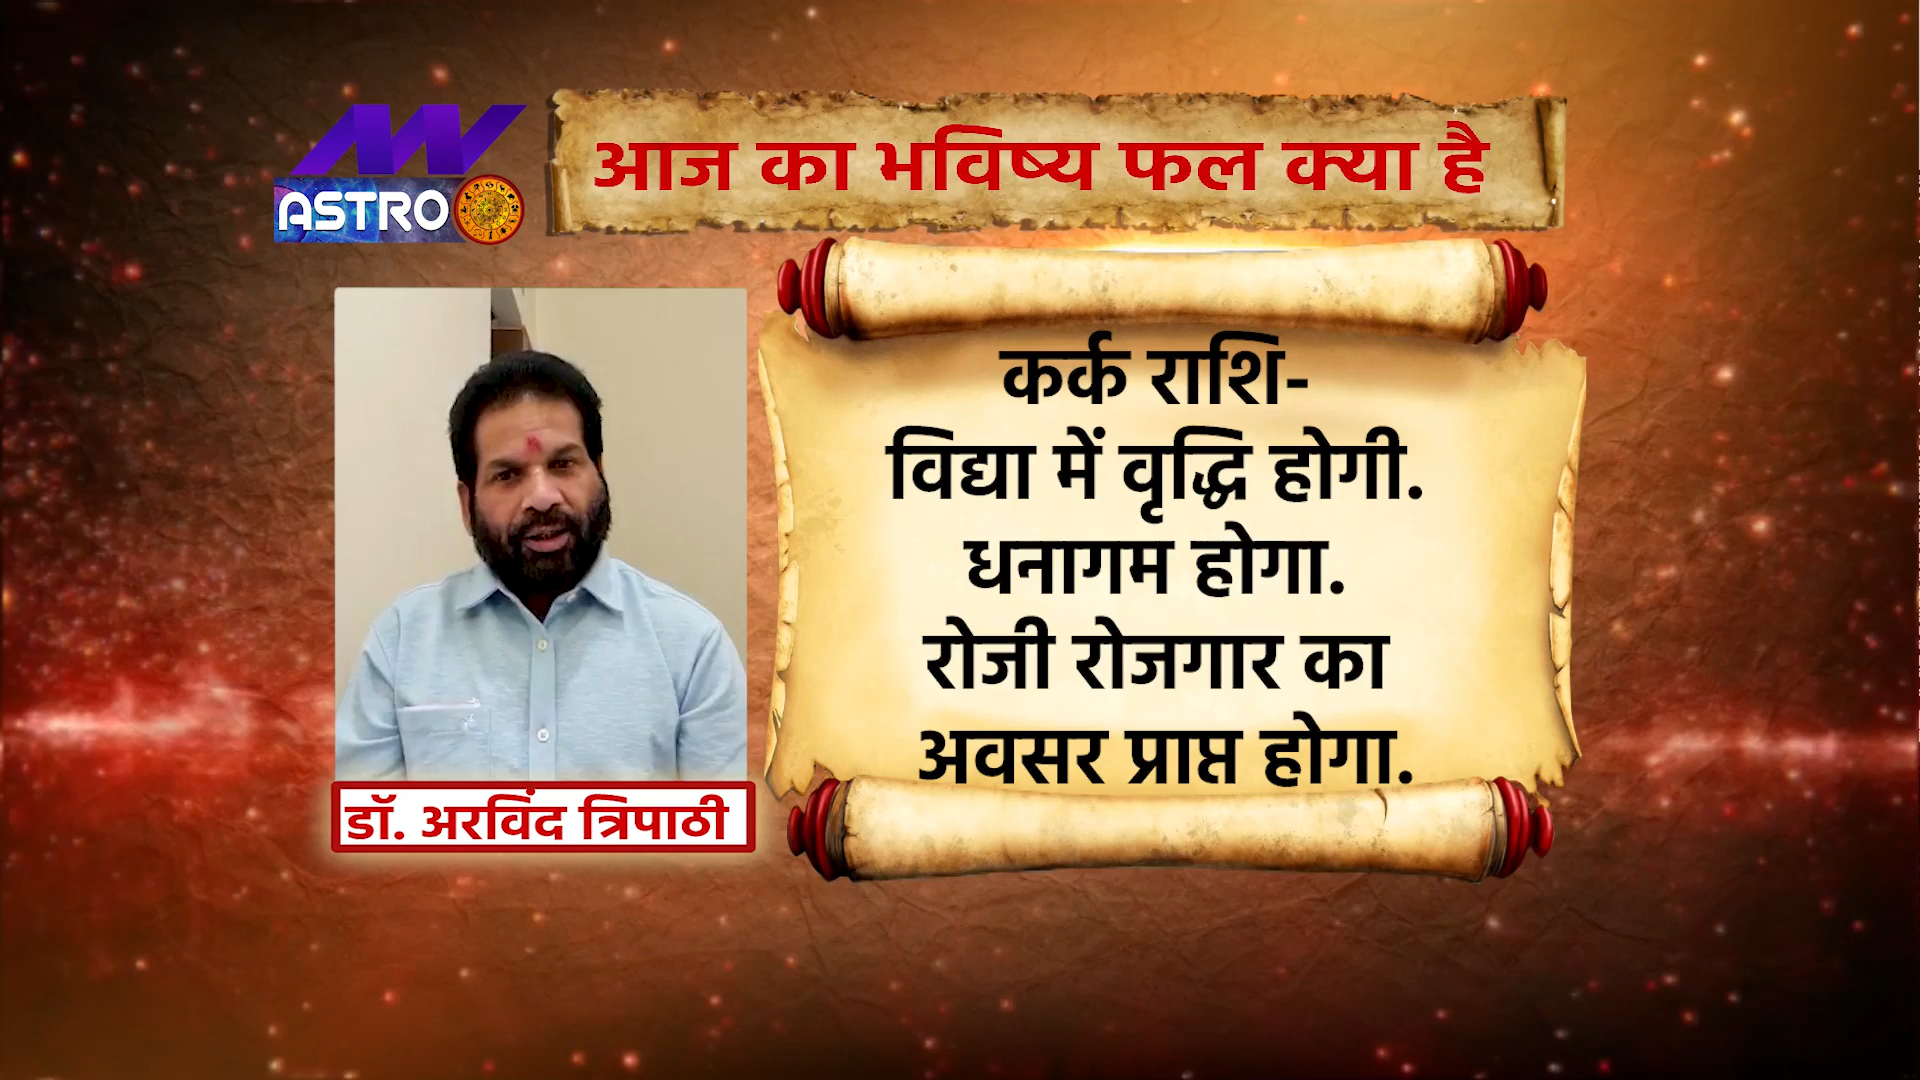 ASTRO
आज का भविष्य फल क्या है
कर्क राशि-
विद्या में वृद्धि होगी.
धनागम होगा.
रोजी रोजगार का
अवसर प्राप्त होगा.
डॉ. अरविंद त्रिपाठी